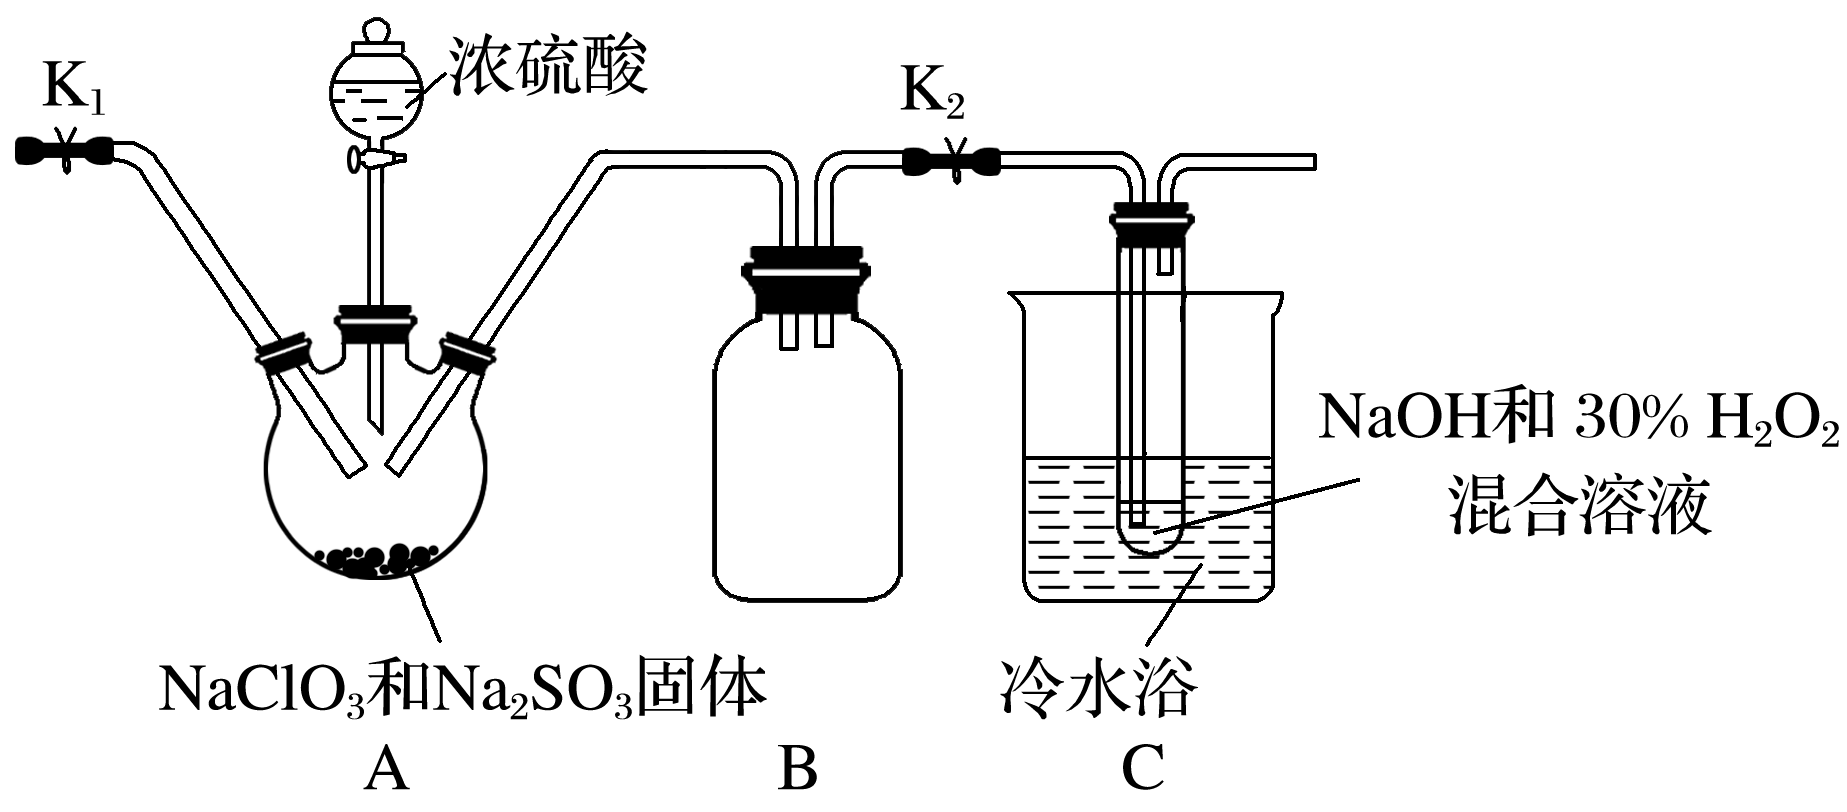 K₁
浓硫酸
K₂
NaOH和 30% H₂O₂
混合溶液
NaClO₃和Na₂SO₃固体
冷水浴
A
B
C